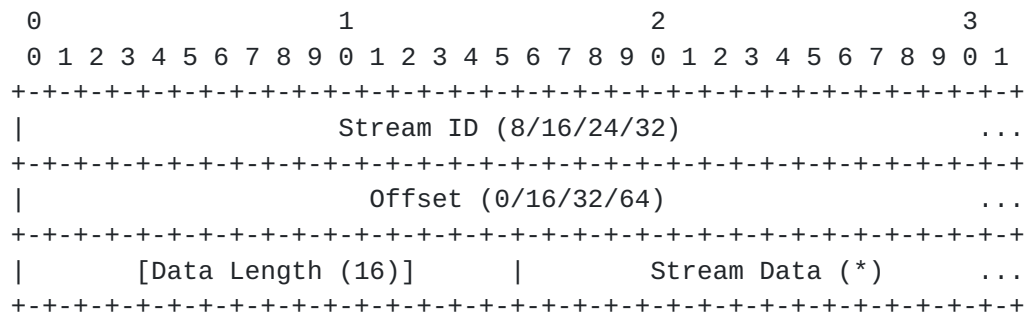 0                   1                   2                   3
 0 1 2 3 4 5 6 7 8 9 0 1 2 3 4 5 6 7 8 9 0 1 2 3 4 5 6 7 8 9 0 1
+-+-+-+-+-+-+-+-+-+-+-+-+-+-+-+-+-+-+-+-+-+-+-+-+-+-+-+-+-+-+-+-+
|                    Stream ID (8/16/24/32)                   ...
+-+-+-+-+-+-+-+-+-+-+-+-+-+-+-+-+-+-+-+-+-+-+-+-+-+-+-+-+-+-+-+-+
|                      Offset (0/16/32/64)                    ...
+-+-+-+-+-+-+-+-+-+-+-+-+-+-+-+-+-+-+-+-+-+-+-+-+-+-+-+-+-+-+-+-+
|       [Data Length (16)]      |        Stream Data (*)      ...
+-+-+-+-+-+-+-+-+-+-+-+-+-+-+-+-+-+-+-+-+-+-+-+-+-+-+-+-+-+-+-+-+